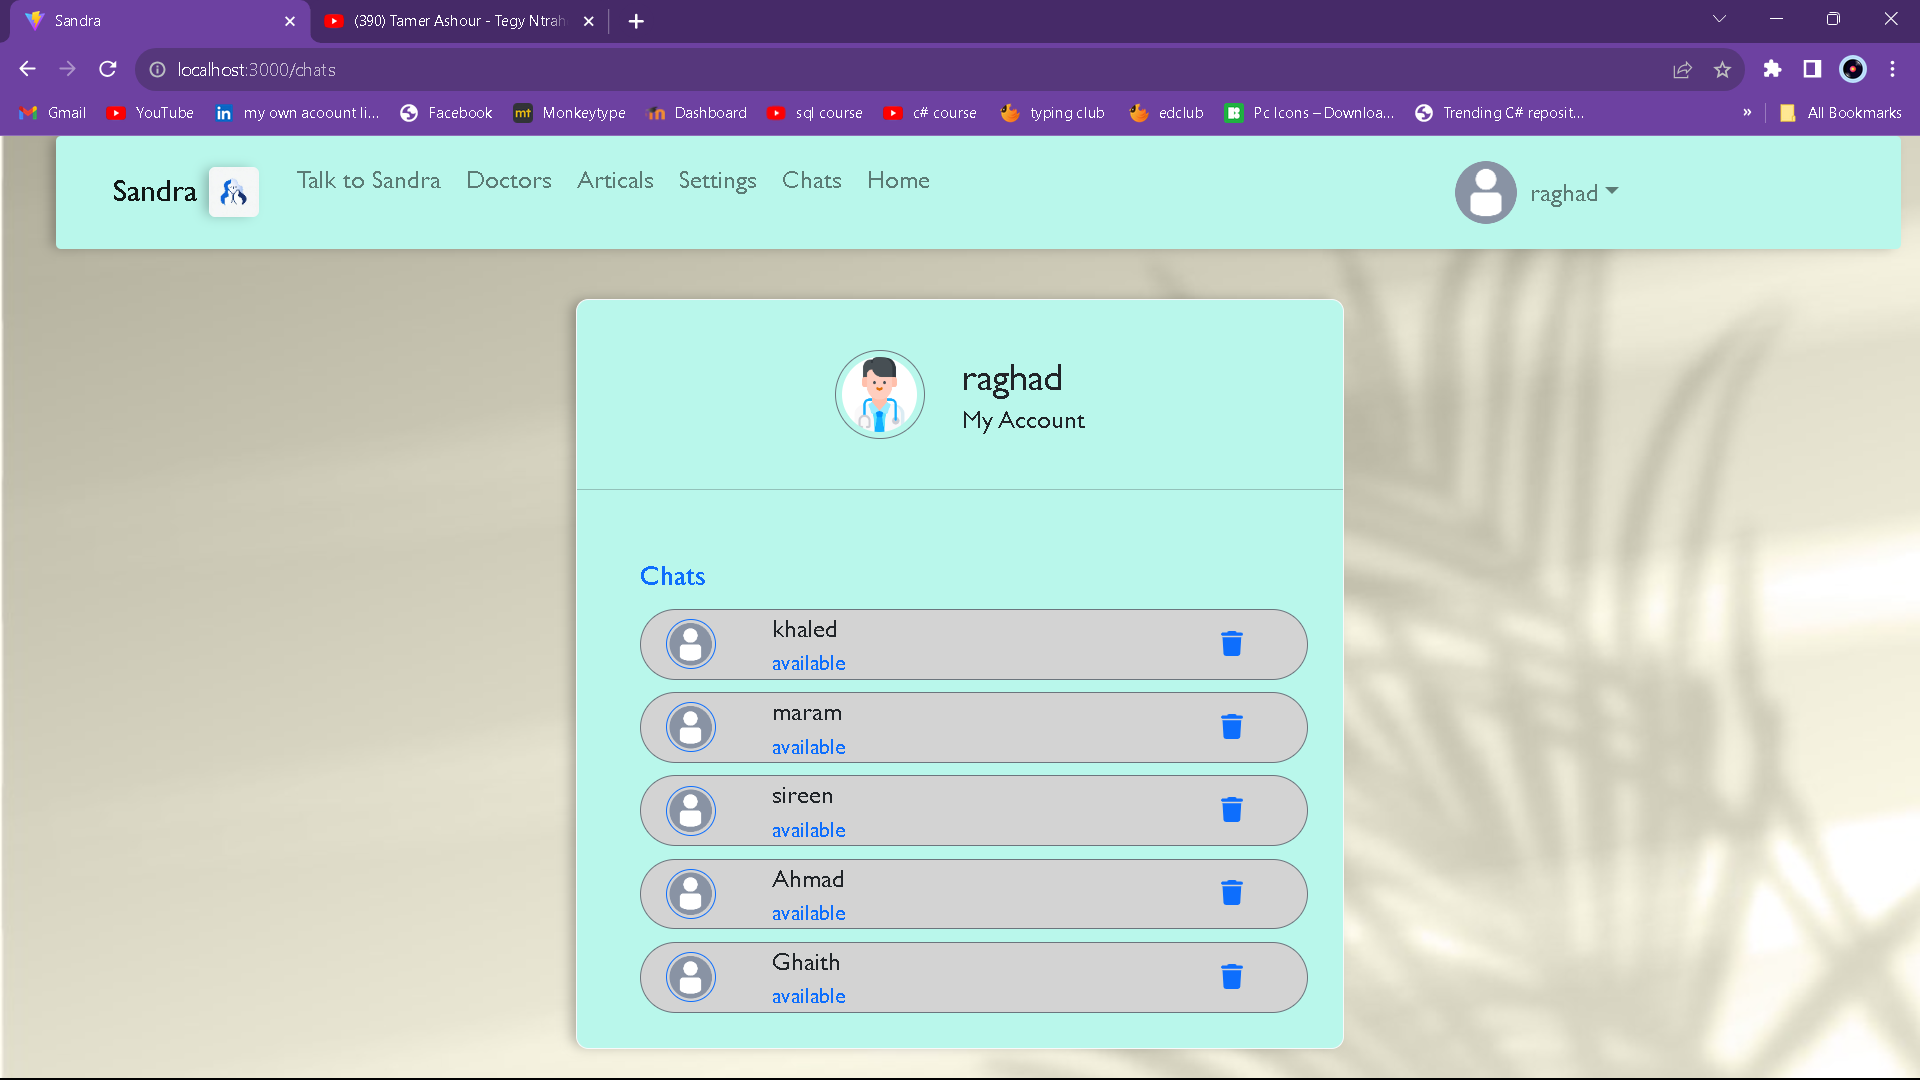 Sandra
(390) Tamer Ashour - Tegy Ntrah
localhost:3000/chats
Gmail
YouTube
in
my own acoount li...
Facebook
mt
Monkeytype
Dashboard
sql course
c# course
typing club
edclub
Pc Icons – Downloa...
Trending C# reposit...
»
All Bookmarks
Sandra
Talk to Sandra
Doctors
Articals
Settings
Chats
Home
raghad
raghad
My Account
Chats
khaled
available
maram
available
sireen
available
Ahmad
available
Ghaith
available